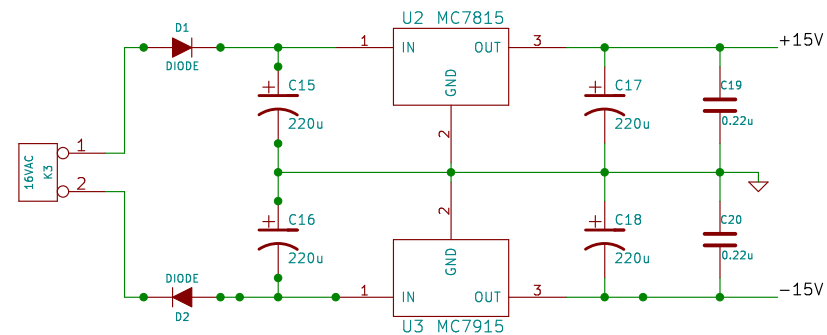 U2 MC7815
D1
+15V
1
IN
OUT
3
DIODE
GND
C15
C17
C19
220u
220u
0.22u
2
16VAC
K3
1
2
2
C16
C18
C20
220u
GND
220u
0.22u
DIODE
1
IN
OUT
3
-15V
D2
U3 MC7915